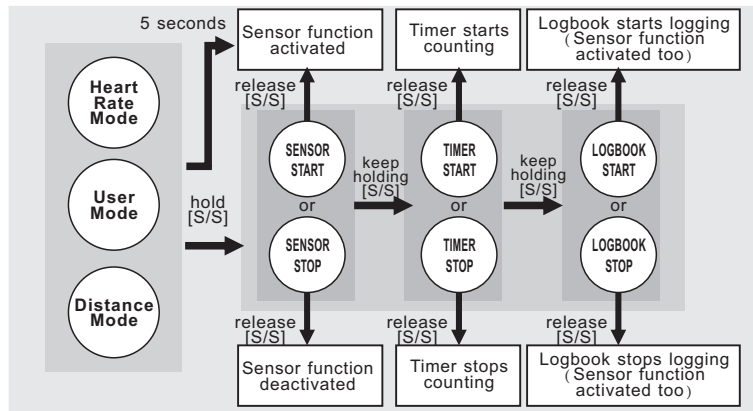 5 seconds
Sensor function
activated
Timer starts
counting
Logbook starts logging
(Sensor function
activated too)
Heart
Rate
Mode
User
Mode
Distance
Mode
hold
[S/S]
release
[S/S]
release
[S/S]
release
[S/S]
SENSOR
START
or
SENSOR
STOP
keep
holding
[S/S]
TIMER
START
or
TIMER
STOP
keep
holding
[S/S]
LOGBOOK
START
or
LOGBOOK
STOP
release
[S/S]
release
[S/S]
release
[S/S]
Sensor function
deactivated
Timer stops
counting
Logbook stops logging
(Sensor function
activated too)